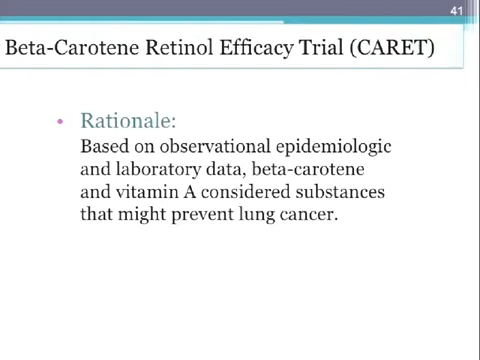 41
Beta-Carotene Retinol Efficacy Trial (CARET)
• Rationale:
Based on observational epidemiologic
and laboratory data, beta-carotene
and vitamin A considered substances
that might prevent lung cancer.